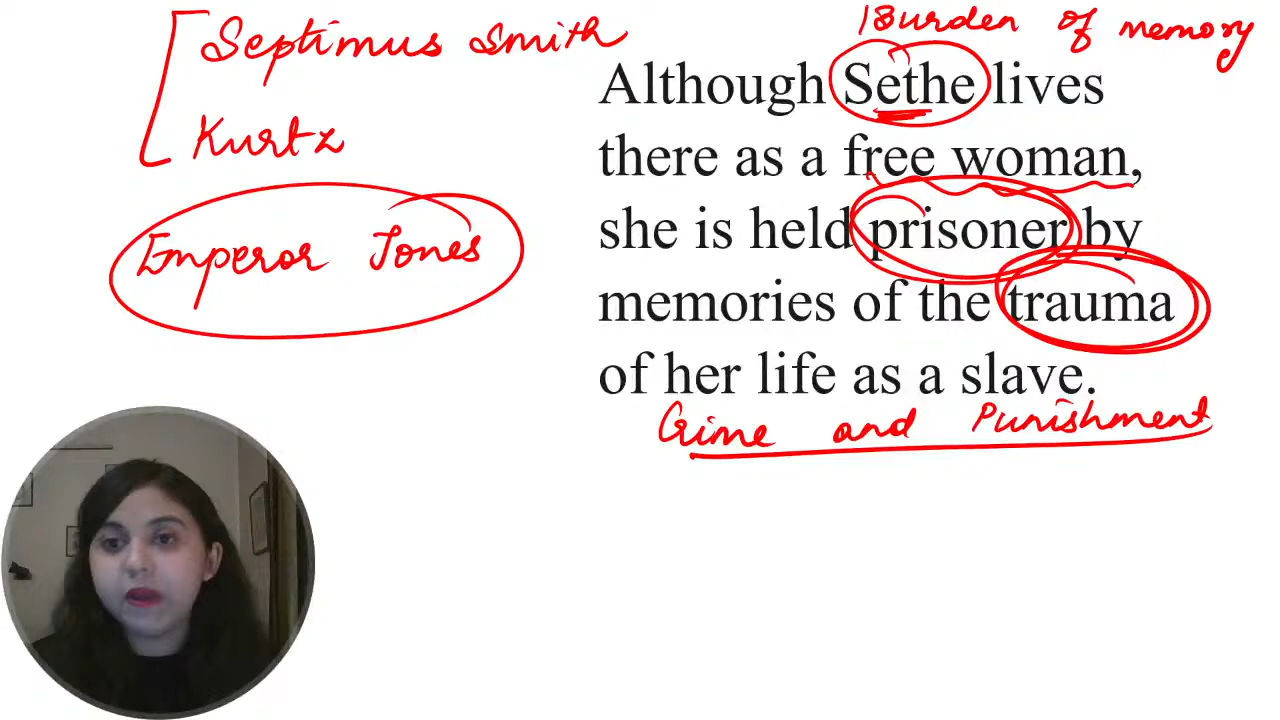 Septimus Smith
Kurtz
Emperor Jones
Burden of memory
Although Sethe lives
there as a free woman,
she is held prisoner by
memories of the trauma
of her life as a slave.
Crime and Punishment